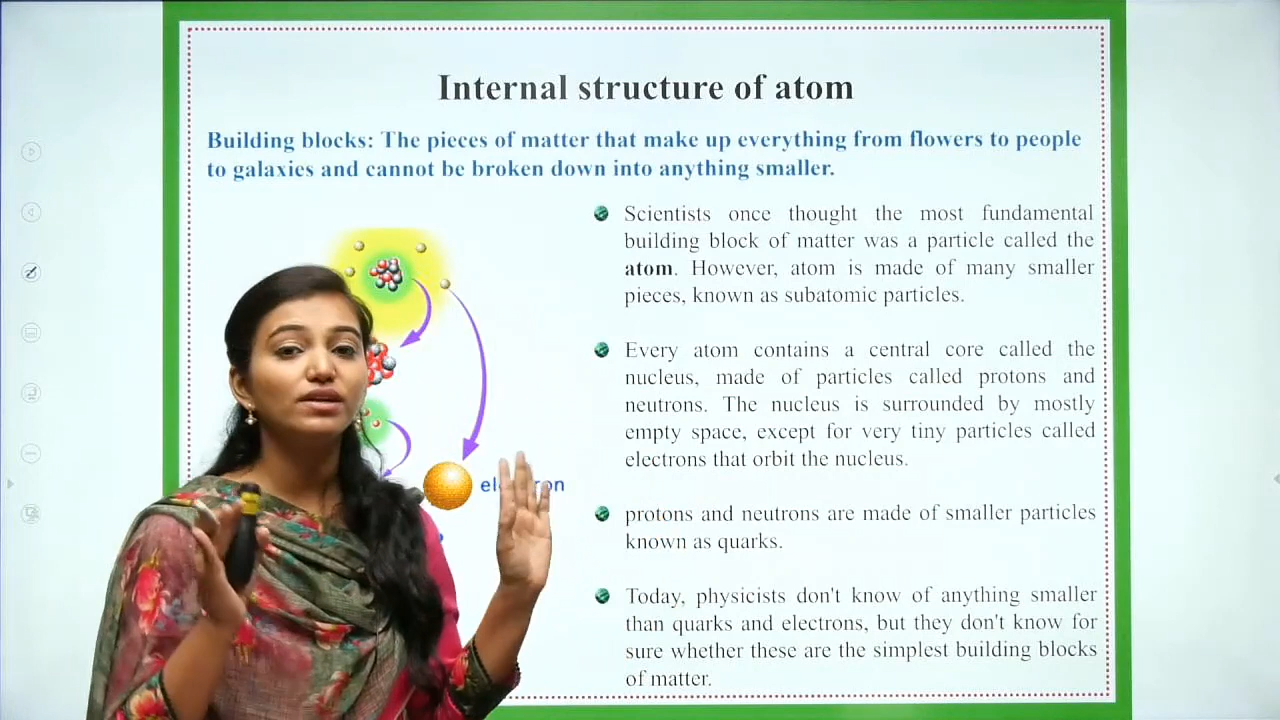 Internal structure of atom
Building blocks: The pieces of matter that make up everything from flowers to people
to galaxies and cannot be broken down into anything smaller.
Scientists once thought the most fundamental
building block of matter was a particle called the
atom. However, atom is made of many smaller
pieces, known as subatomic particles.
Every atom contains a central core called the
nucleus, made of particles called protons and
neutrons. The nucleus is surrounded by mostly
empty space, except for very tiny particles called
electrons that orbit the nucleus.
protons and neutrons are made of smaller particles
known as quarks.
Today, physicists don't know of anything smaller
than quarks and electrons, but they don't know for
sure whether these are the simplest building blocks
of matter.